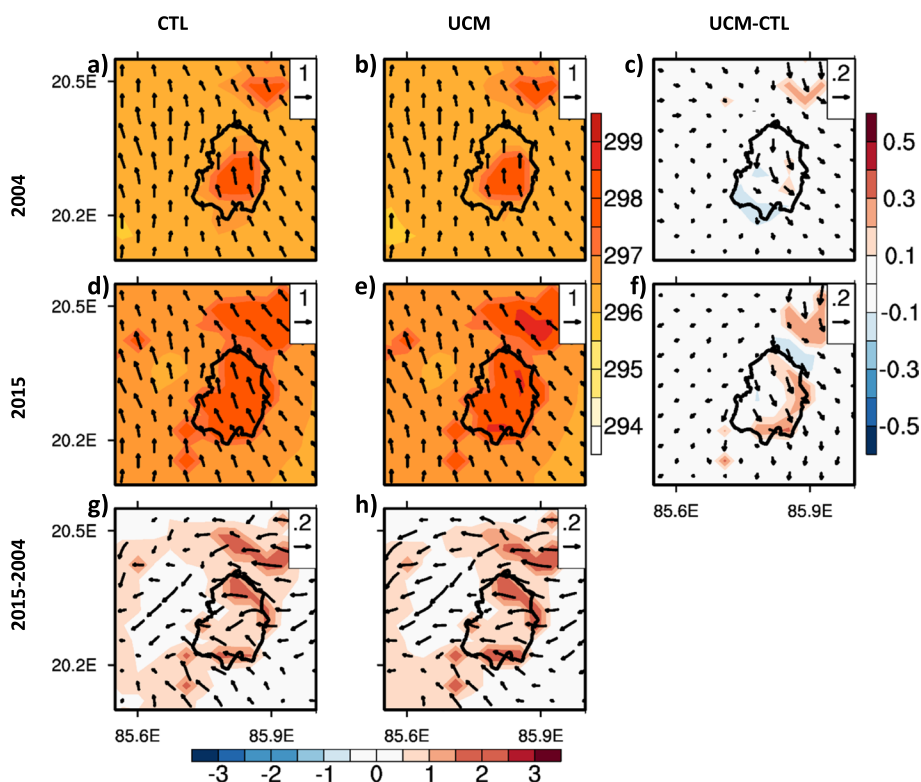 CTL UCM UCM-CTL
a) b) c)
20.5E 1 1 .2
2004
20.2E
299
298
297
296
295
294
0.5
0.3
0.1
-0.1
-0.3
-0.5
d) e) f)
20.5E 1 1 .2
2015
20.2E
85.6E 85.9E
g) h)
20.5E .2 .2
2015-2004
20.2E
85.6E 85.9E 85.6E 85.9E
-3 -2 -1 0 1 2 3